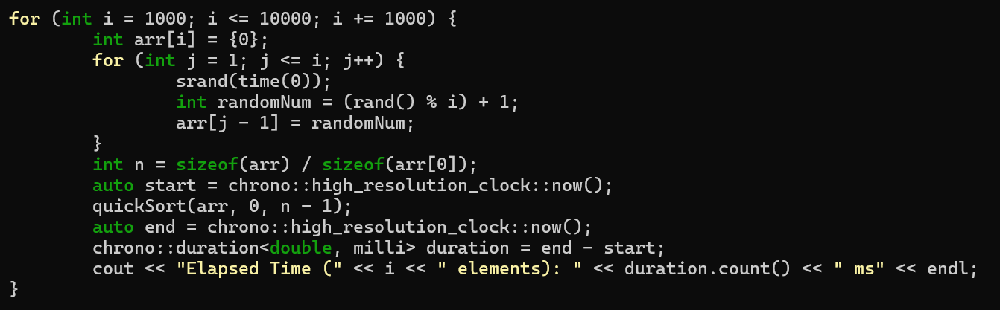 for (int i = 1000; i <= 10000; i += 1000) {
        int arr[i] = {0};
        for (int j = 1; j <= i; j++) {
                srand(time(0));
                int randomNum = (rand() % i) + 1;
                arr[j - 1] = randomNum;
        }
        int n = sizeof(arr) / sizeof(arr[0]);
        auto start = chrono::high_resolution_clock::now();
        quickSort(arr, 0, n - 1);
        auto end = chrono::high_resolution_clock::now();
        chrono::duration<double, milli> duration = end - start;
        cout << "Elapsed Time (" << i << " elements): " << duration.count() << " ms" << endl;
}